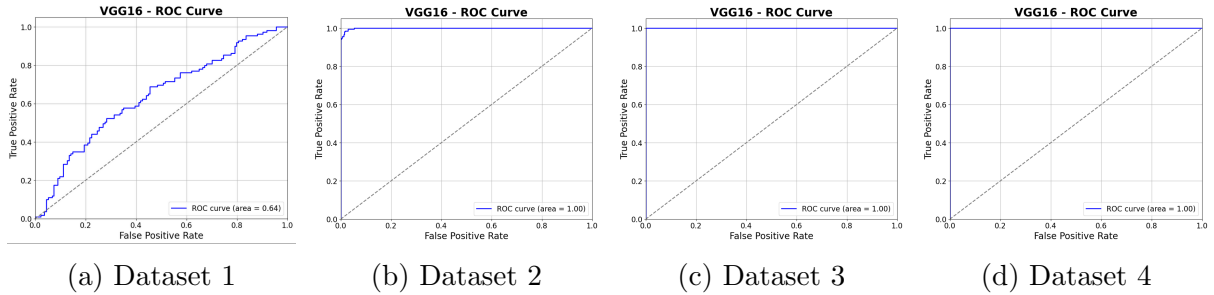 VGG16 - ROC Curve
True Positive Rate
1.0
0.8
0.6
0.4
0.2
0.0
0.0 0.2 0.4 0.6 0.8 1.0
False Positive Rate
ROC curve (area = 0.64)
(a) Dataset 1
VGG16 - ROC Curve
True Positive Rate
1.0
0.8
0.6
0.4
0.2
0.0
0.0 0.2 0.4 0.6 0.8 1.0
False Positive Rate
ROC curve (area = 1.00)
(b) Dataset 2
VGG16 - ROC Curve
True Positive Rate
1.0
0.8
0.6
0.4
0.2
0.0
0.0 0.2 0.4 0.6 0.8 1.0
False Positive Rate
ROC curve (area = 1.00)
(c) Dataset 3
VGG16 - ROC Curve
True Positive Rate
1.0
0.8
0.6
0.4
0.2
0.0
0.0 0.2 0.4 0.6 0.8 1.0
False Positive Rate
ROC curve (area = 1.00)
(d) Dataset 4